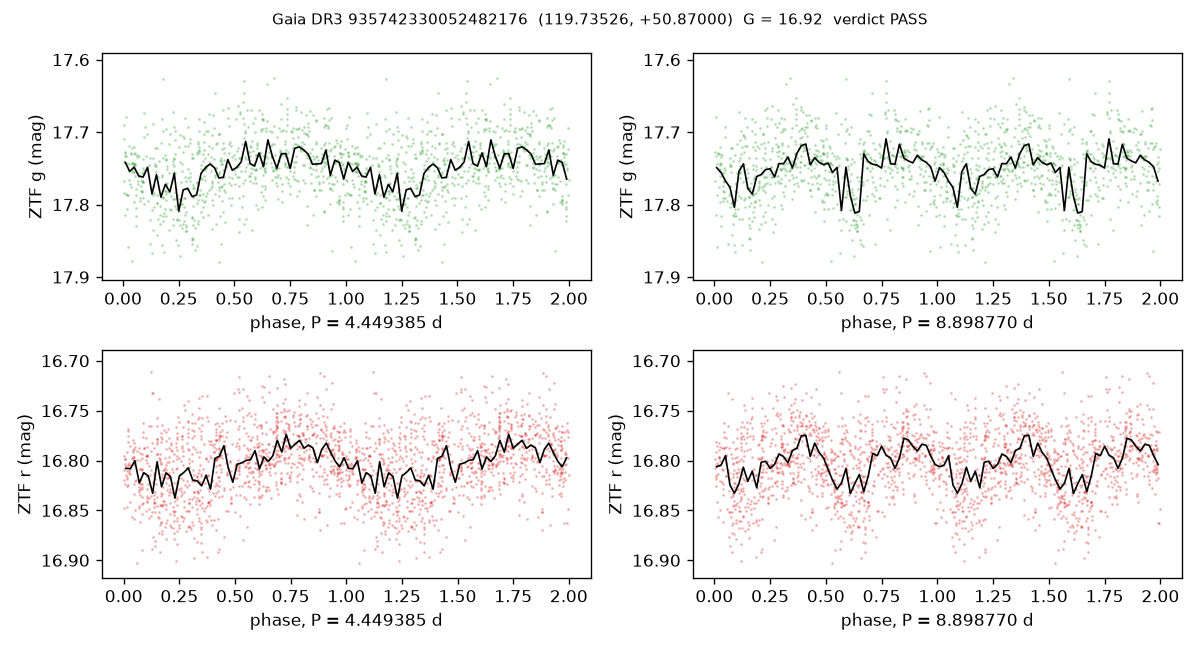 Gaia DR3 935742330052482176  (119.73526, +50.87000)  G = 16.92  verdict PASS
ZTF g (mag)
17.6
17.7
17.8
17.9
0.00 0.25 0.50 0.75 1.00 1.25 1.50 1.75 2.00
phase, P = 4.449385 d
ZTF g (mag)
17.6
17.7
17.8
17.9
0.00 0.25 0.50 0.75 1.00 1.25 1.50 1.75 2.00
phase, P = 8.898770 d
ZTF r (mag)
16.70
16.75
16.80
16.85
16.90
0.00 0.25 0.50 0.75 1.00 1.25 1.50 1.75 2.00
phase, P = 4.449385 d
ZTF r (mag)
16.70
16.75
16.80
16.85
16.90
0.00 0.25 0.50 0.75 1.00 1.25 1.50 1.75 2.00
phase, P = 8.898770 d